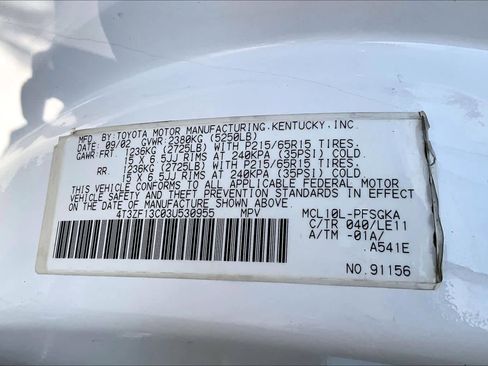 MFD. BY:TOYOTA MOTOR MANUFACTURING,KENTUCKY,INC
DATE: 09/02 GVWR:2380KG (5250LB)
GAWR:FRT. 1236KG (2725LB) WITH P215/65R15 TIRES,
15 X 6.5JJ RIMS AT 240KPA (35PSI) COLD.
RR. 1236KG (2725LB) WITH P215/65R15 TIRES,
15 X 6.5JJ RIMS AT 240KPA (35PSI) COLD.
THIS VEHICLE CONFORMS TO ALL APPLICABLE FEDERAL MOTOR
VEHICLE SAFETY AND THEFT PREVENTION STANDARDS IN EFFECT
ON THE DATE OF MANUFACTURE SHOWN ABOVE.
4T3ZF13C03U530955 MPV MCL10L-PFSGKA
C/TR 040/LE11
A/TM -01A/
A541E
NO.91156